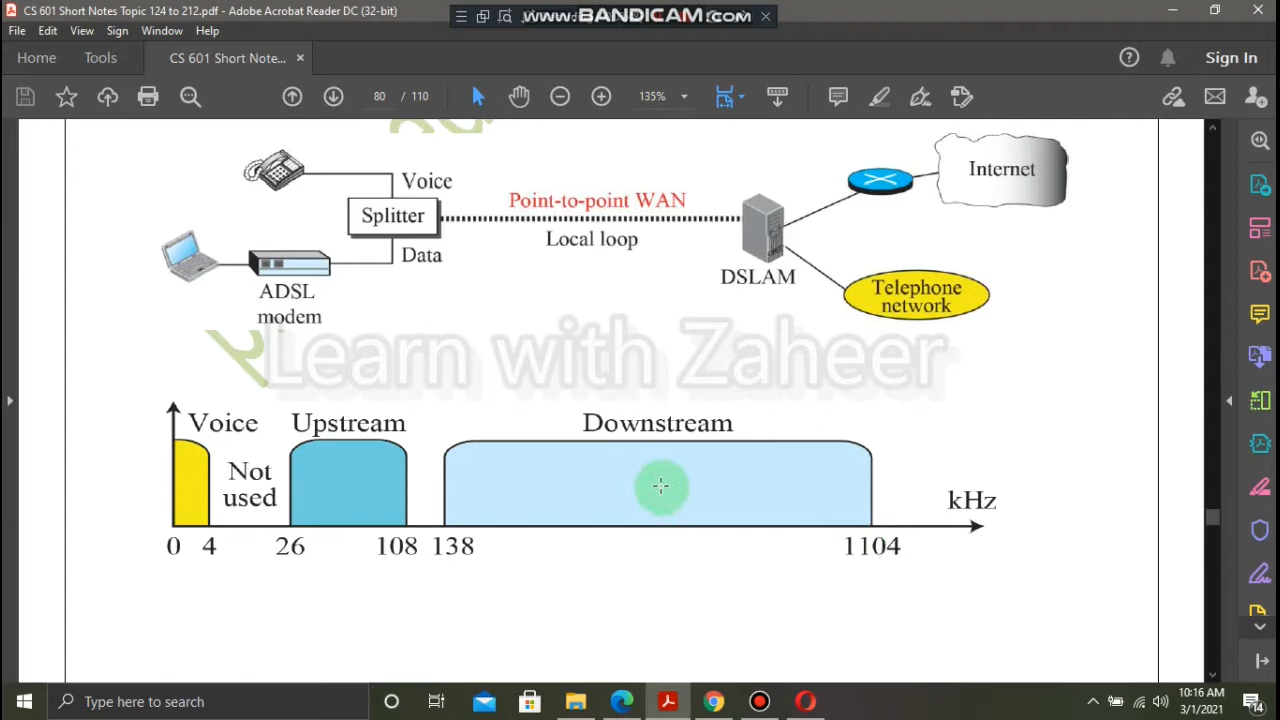 CS 601 Short Notes Topic 124 to 212.pdf - Adobe Acrobat Reader DC (32-bit)
www.BANDICAM.com
File Edit View Sign Window Help
Home Tools CS 601 Short Note... × Sign In
80 / 110 135%
Voice
Splitter
Data
ADSL
modem
Point-to-point WAN
Local loop
DSLAM
Internet
Telephone
network
Learn with Zaheer
Voice Upstream Downstream
Not
used
kHz
0 4 26 108 138 1104
Type here to search
10:16 AM
3/1/2021
14